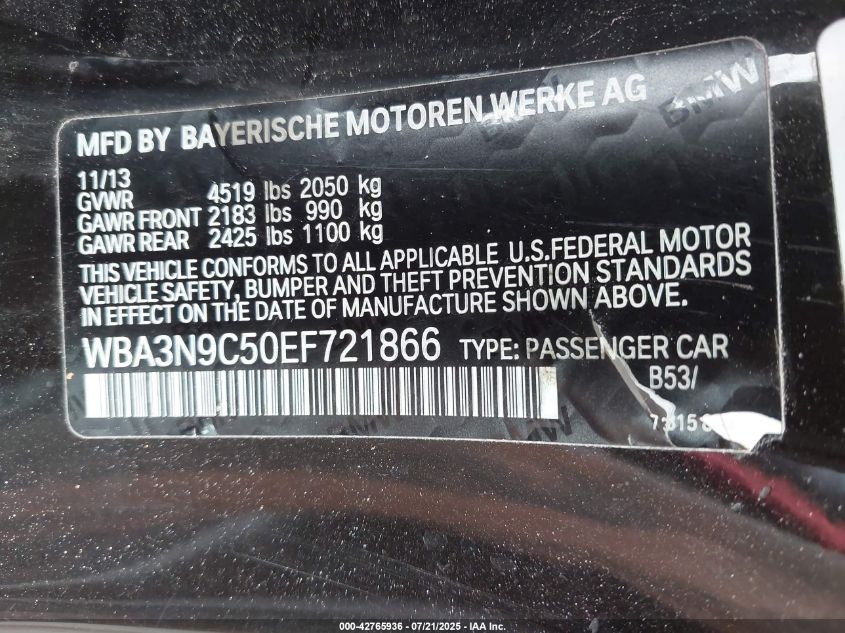 MFD BY BAYERISCHE MOTOREN WERKE AG
BMW
11/13
GVWR 4519 lbs 2050 kg
GAWR FRONT 2183 lbs 990 kg
GAWR REAR 2425 lbs 1100 kg
THIS VEHICLE CONFORMS TO ALL APPLICABLE U.S.FEDERAL MOTOR
VEHICLE SAFETY, BUMPER AND THEFT PREVENTION STANDARDS
IN EFFECT ON THE DATE OF MANUFACTURE SHOWN ABOVE.
WBA3N9C50EF721866 TYPE: PASSENGER CAR
B53/
BMW
000-42765936 - 07/21/2025 - IAA Inc.